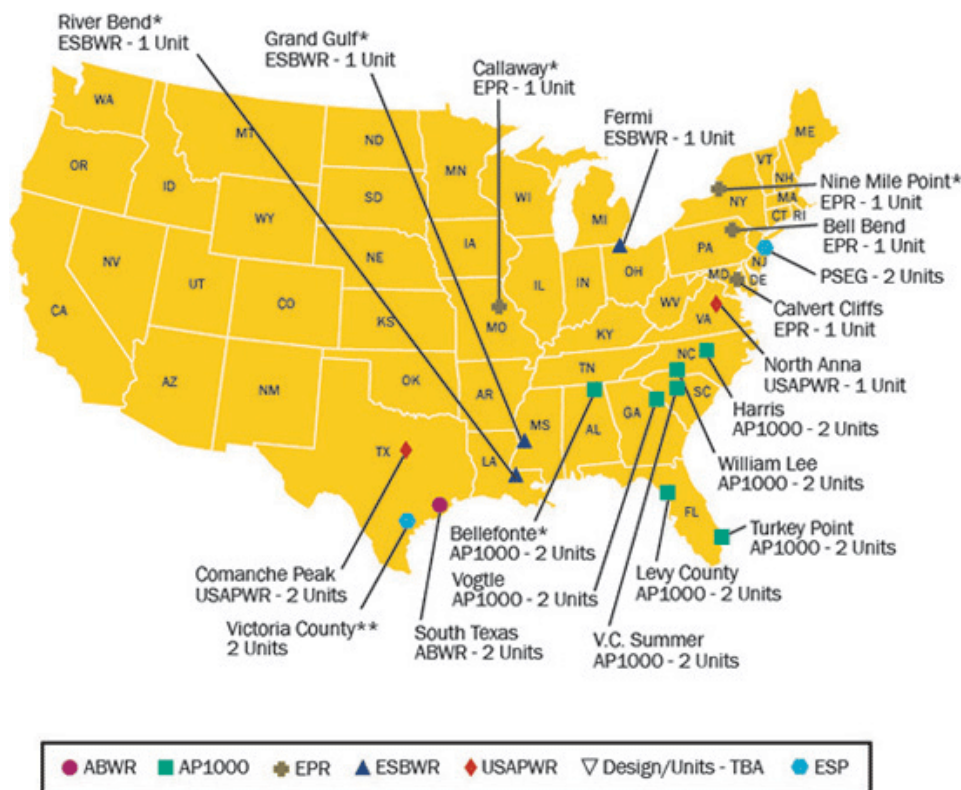 River Bend*
ESBWR - 1 Unit
Grand Gulf*
ESBWR - 1 Unit
Callaway*
EPR - 1 Unit
Fermi
ESBWR - 1 Unit
Nine Mile Point*
EPR - 1 Unit
Bell Bend
EPR - 1 Unit
PSEG - 2 Units
Calvert Cliffs
EPR - 1 Unit
North Anna
USAPWR - 1 Unit
Harris
AP1000 - 2 Units
William Lee
AP1000 - 2 Units
Turkey Point
AP1000 - 2 Units
Levy County
AP1000 - 2 Units
V.C. Summer
AP1000 - 2 Units
Bellefonte*
AP1000 - 2 Units
Vogtle
AP1000 - 2 Units
South Texas
ABWR - 2 Units
Comanche Peak
USAPWR - 2 Units
Victoria County**
2 Units
WA
MT
ND
MN
WI
MI
VT
NH
ME
OR
ID
SD
NY
MA
CT
RI
WY
IA
PA
NJ
NV
UT
NE
IL
IN
OH
MD
DE
CA
CO
KS
MO
WV
VA
KY
AZ
NM
OK
AR
TN
NC
SC
TX
LA
MS
AL
GA
FL
ABWR
AP1000
EPR
ESBWR
USAPWR
Design/Units - TBA
ESP